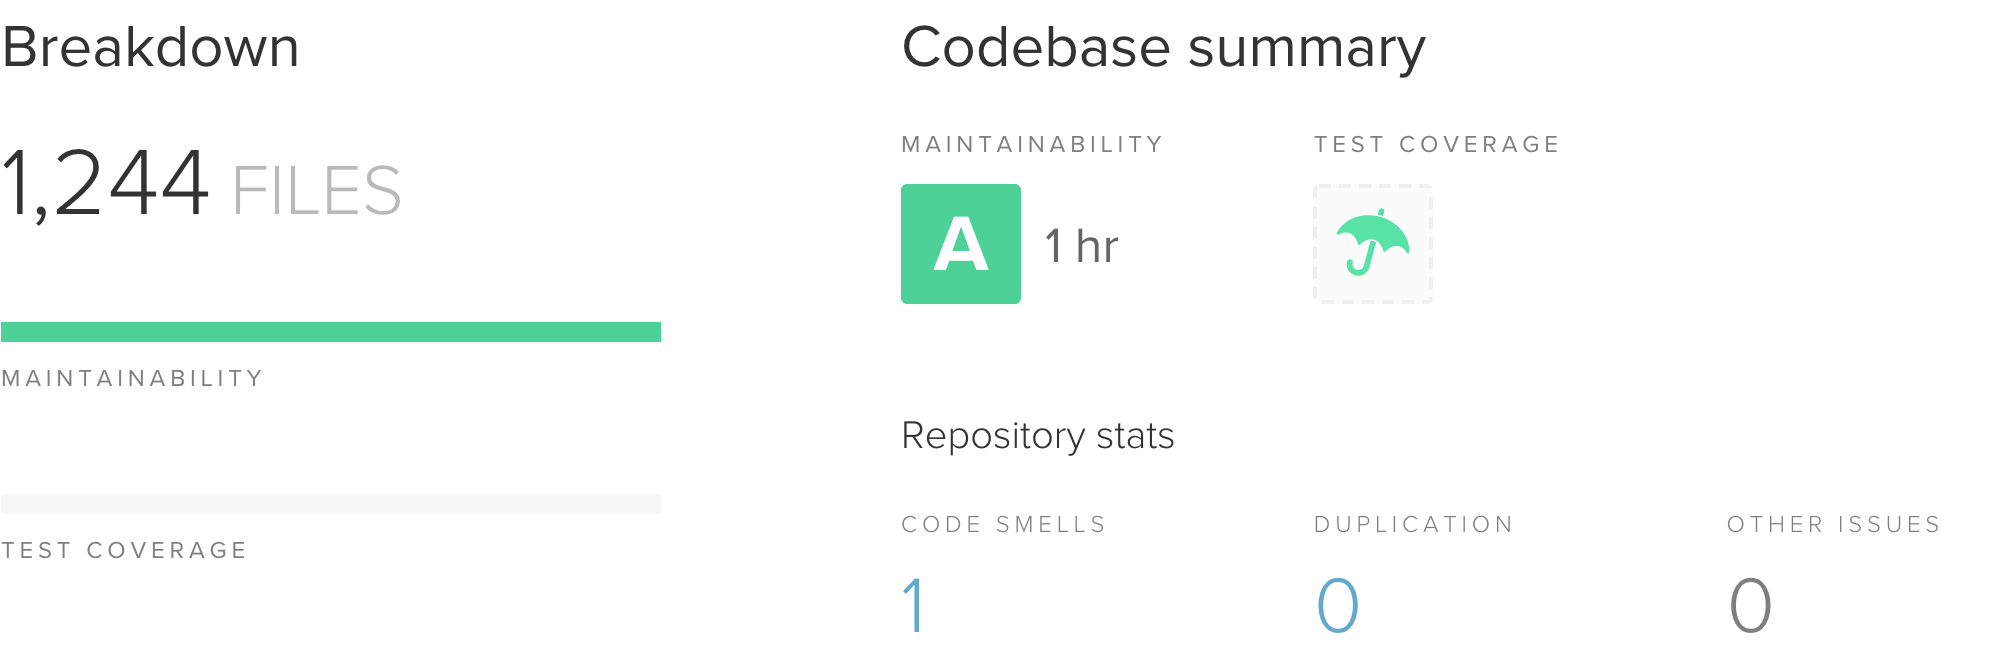 Breakdown
1,244 FILES
MAINTAINABILITY
TEST COVERAGE
Codebase summary
MAINTAINABILITY
A 1 hr
TEST COVERAGE
Repository stats
CODE SMELLS
1
DUPLICATION
0
OTHER ISSUES
0